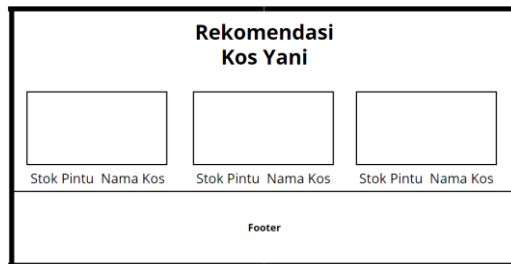 Rekomendasi
Kos Yani
Stok Pintu Nama Kos Stok Pintu Nama Kos Stok Pintu Nama Kos
Footer